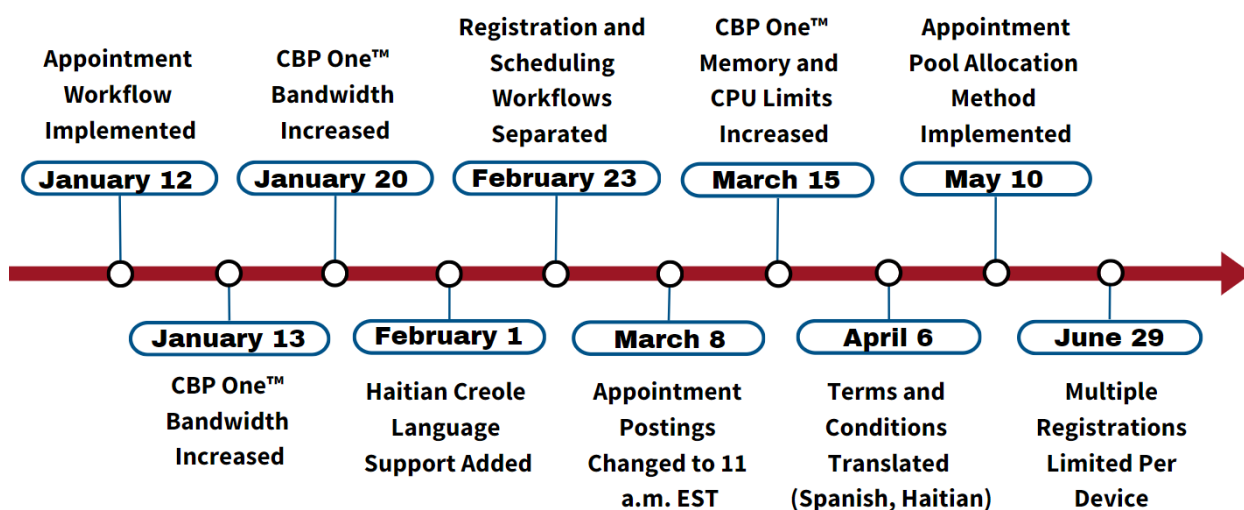 Appointment
Workflow
Implemented
January 12
January 13
CBP One™
Bandwidth
Increased
CBP One™
Bandwidth
Increased
January 20
February 1
Haitian Creole
Language
Support Added
Registration and
Scheduling
Workflows
Separated
February 23
March 8
Appointment
Postings
Changed to 11
a.m. EST
CBP One™
Memory and
CPU Limits
Increased
March 15
April 6
Terms and
Conditions
Translated
(Spanish, Haitian)
Appointment
Pool Allocation
Method
Implemented
May 10
June 29
Multiple
Registrations
Limited Per
Device